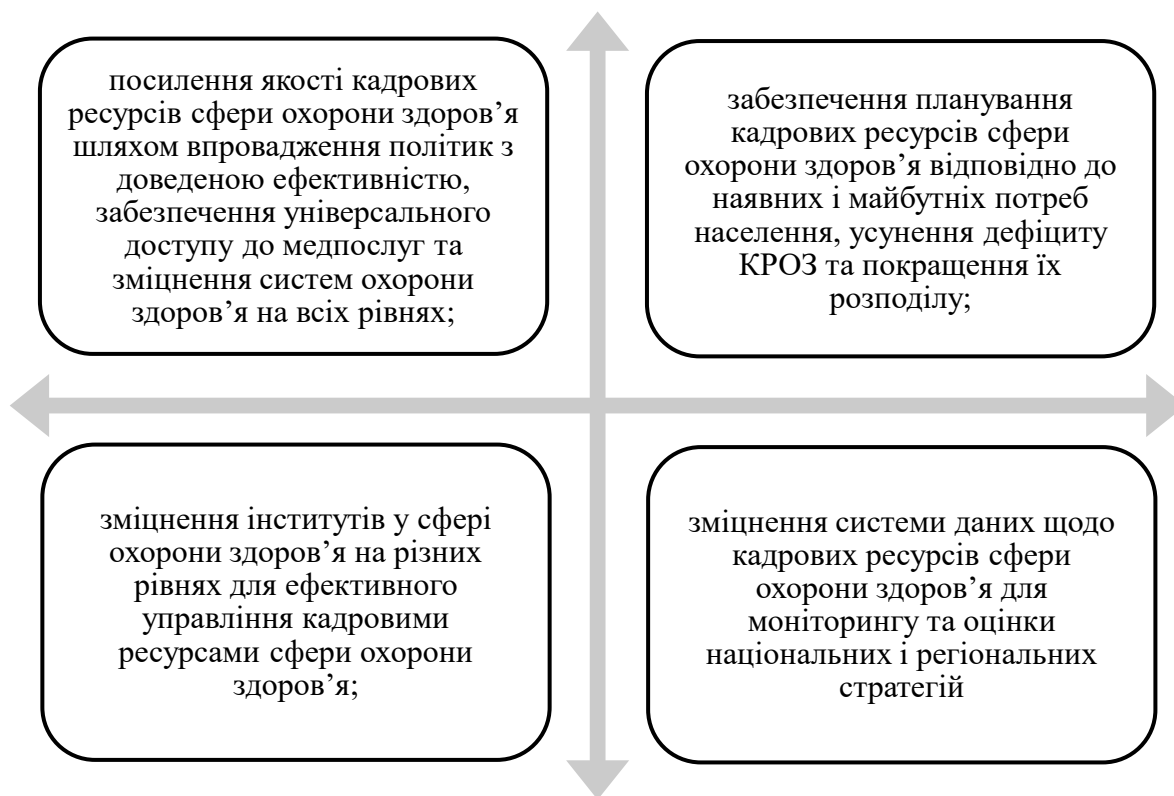 посилення якості кадрових
ресурсів сфери охорони здоров’я
шляхом впровадження політик з
доведеною ефективністю,
забезпечення універсального
доступу до медпослуг та
зміцнення систем охорони
здоров’я на всіх рівнях;
забезпечення планування
кадрових ресурсів сфери
охорони здоров’я відповідно до
наявних і майбутніх потреб
населення, усунення дефіциту
КРОЗ та покращення їх
розподілу;
зміцнення інститутів у сфері
охорони здоров’я на різних
рівнях для ефективного
управління кадровими
ресурсами сфери охорони
здоров’я;
зміцнення системи даних щодо
кадрових ресурсів сфери
охорони здоров’я для
моніторингу та оцінки
національних і регіональних
стратегій